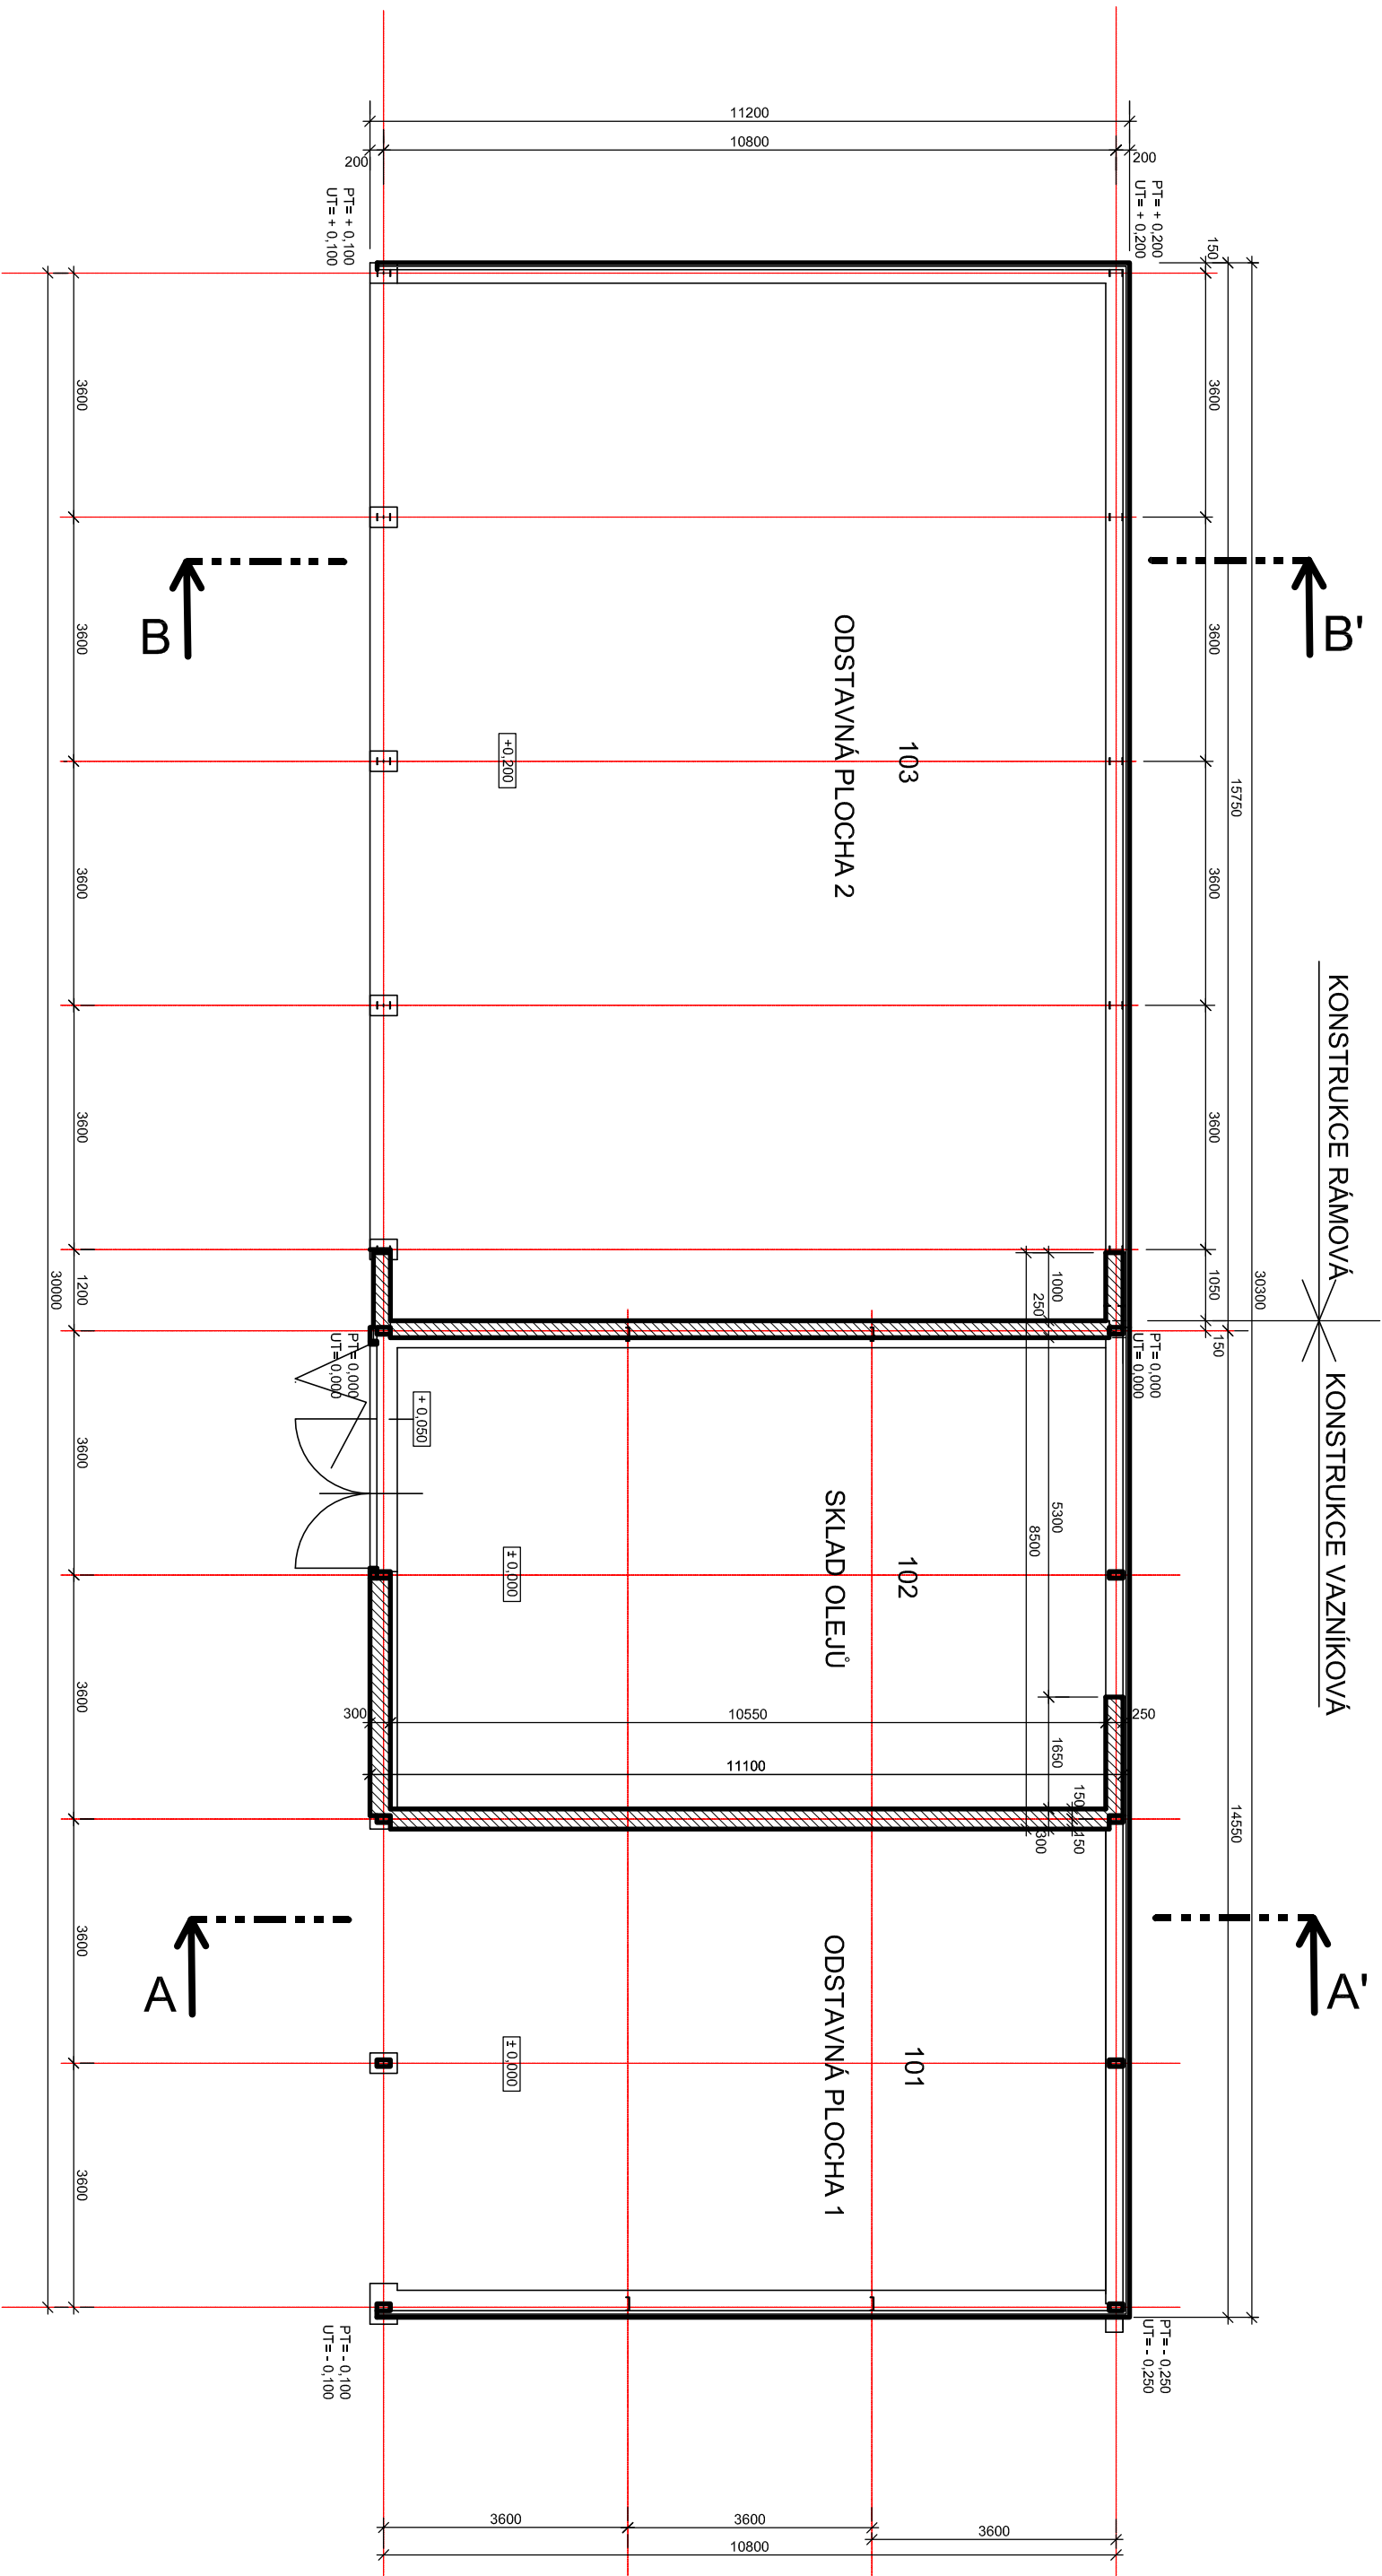 11200
10800
200
200
PT= + 0,100
UT= + 0,100
PT= + 0,200
UT= + 0,200
150
3600
3600
3600
3600
1050
150
15750
14550
30300
KONSTRUKCE RÁMOVÁ
KONSTRUKCE VAZNÍKOVÁ
B
B'
103
ODSTAVNÁ PLOCHA 2
+0,200
1000
250
5300
8500
1650
150
150
300
PT= 0,000
UT= 0,000
PT= 0,000
UT= 0,000
+ 0,050
102
SKLAD OLEJŮ
± 0,000
300
10550
250
11100
A
A'
101
ODSTAVNÁ PLOCHA 1
± 0,000
3600
3600
3600
3600
1200
3600
3600
3600
3600
30000
PT= - 0,100
UT= - 0,100
PT= - 0,250
UT= - 0,250
3600
3600
3600
10800